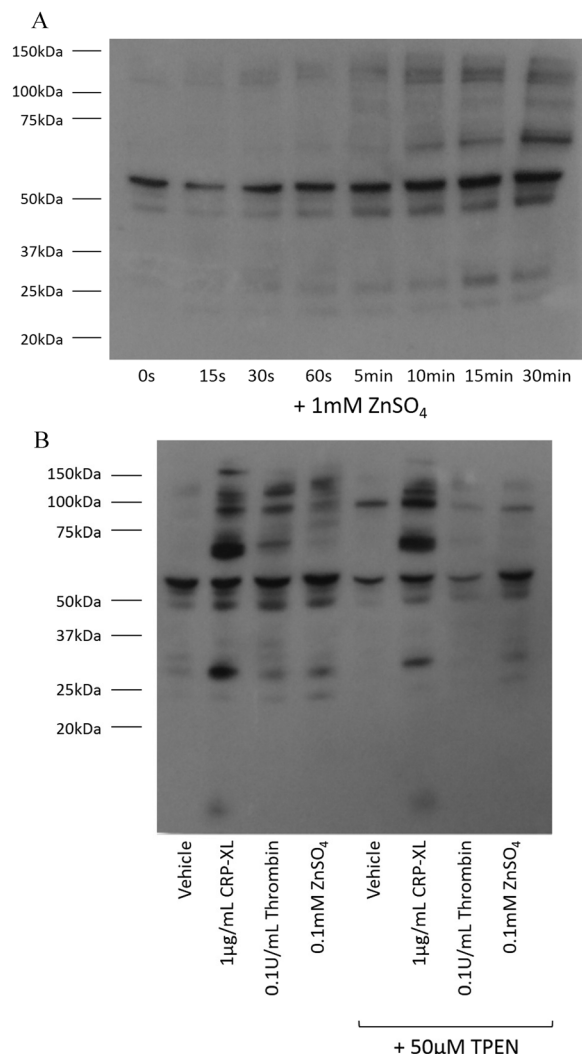 A
150kDa
100kDa
75kDa
50kDa
37kDa
25kDa
20kDa
0s 15s 30s 60s 5min 10min 15min 30min
+ 1mM ZnSO₄
B
150kDa
100kDa
75kDa
50kDa
37kDa
25kDa
20kDa
Vehicle
1µg/mL CRP-XL
0.1U/mL Thrombin
0.1mM ZnSO₄
Vehicle
1µg/mL CRP-XL
0.1U/mL Thrombin
0.1mM ZnSO₄
+ 50µM TPEN